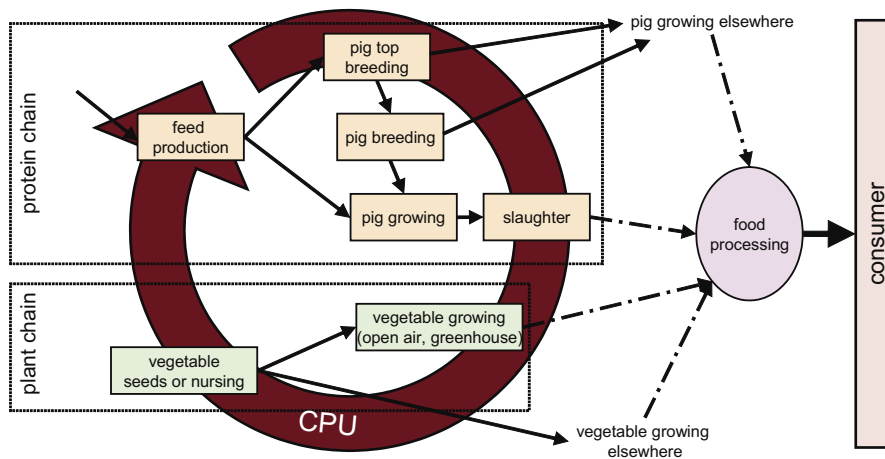 pig growing elsewhere
pig top
breeding
feed
production
pig breeding
pig growing
slaughter
protein chain
food
processing
consumer
vegetable growing
(open air, greenhouse)
vegetable
seeds or nursing
plant chain
CPU
vegetable growing
elsewhere